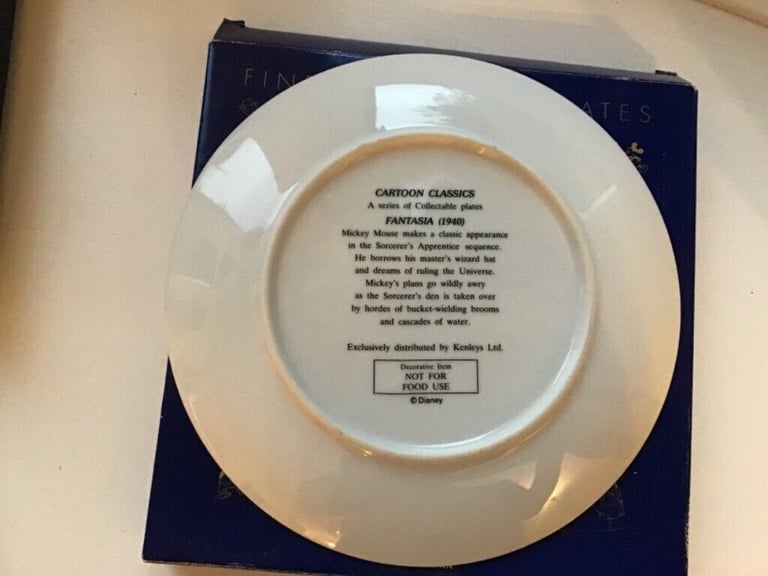 FIN
ATES
CARTOON CLASSICS
A series of Collectable plates
FANTASIA (1940)
Mickey Mouse makes a classic appearance
in the Sorcerer's Apprentice sequence.
He borrows his master's wizard hat
and dreams of ruling the Universe.
Mickey's plans go wildly awry
as the Sorcerer's den is taken over
by hordes of bucket-wielding brooms
and cascades of water.
Exclusively distributed by Kenleys Ltd.
Decorative Item
NOT FOR
FOOD USE
© Disney